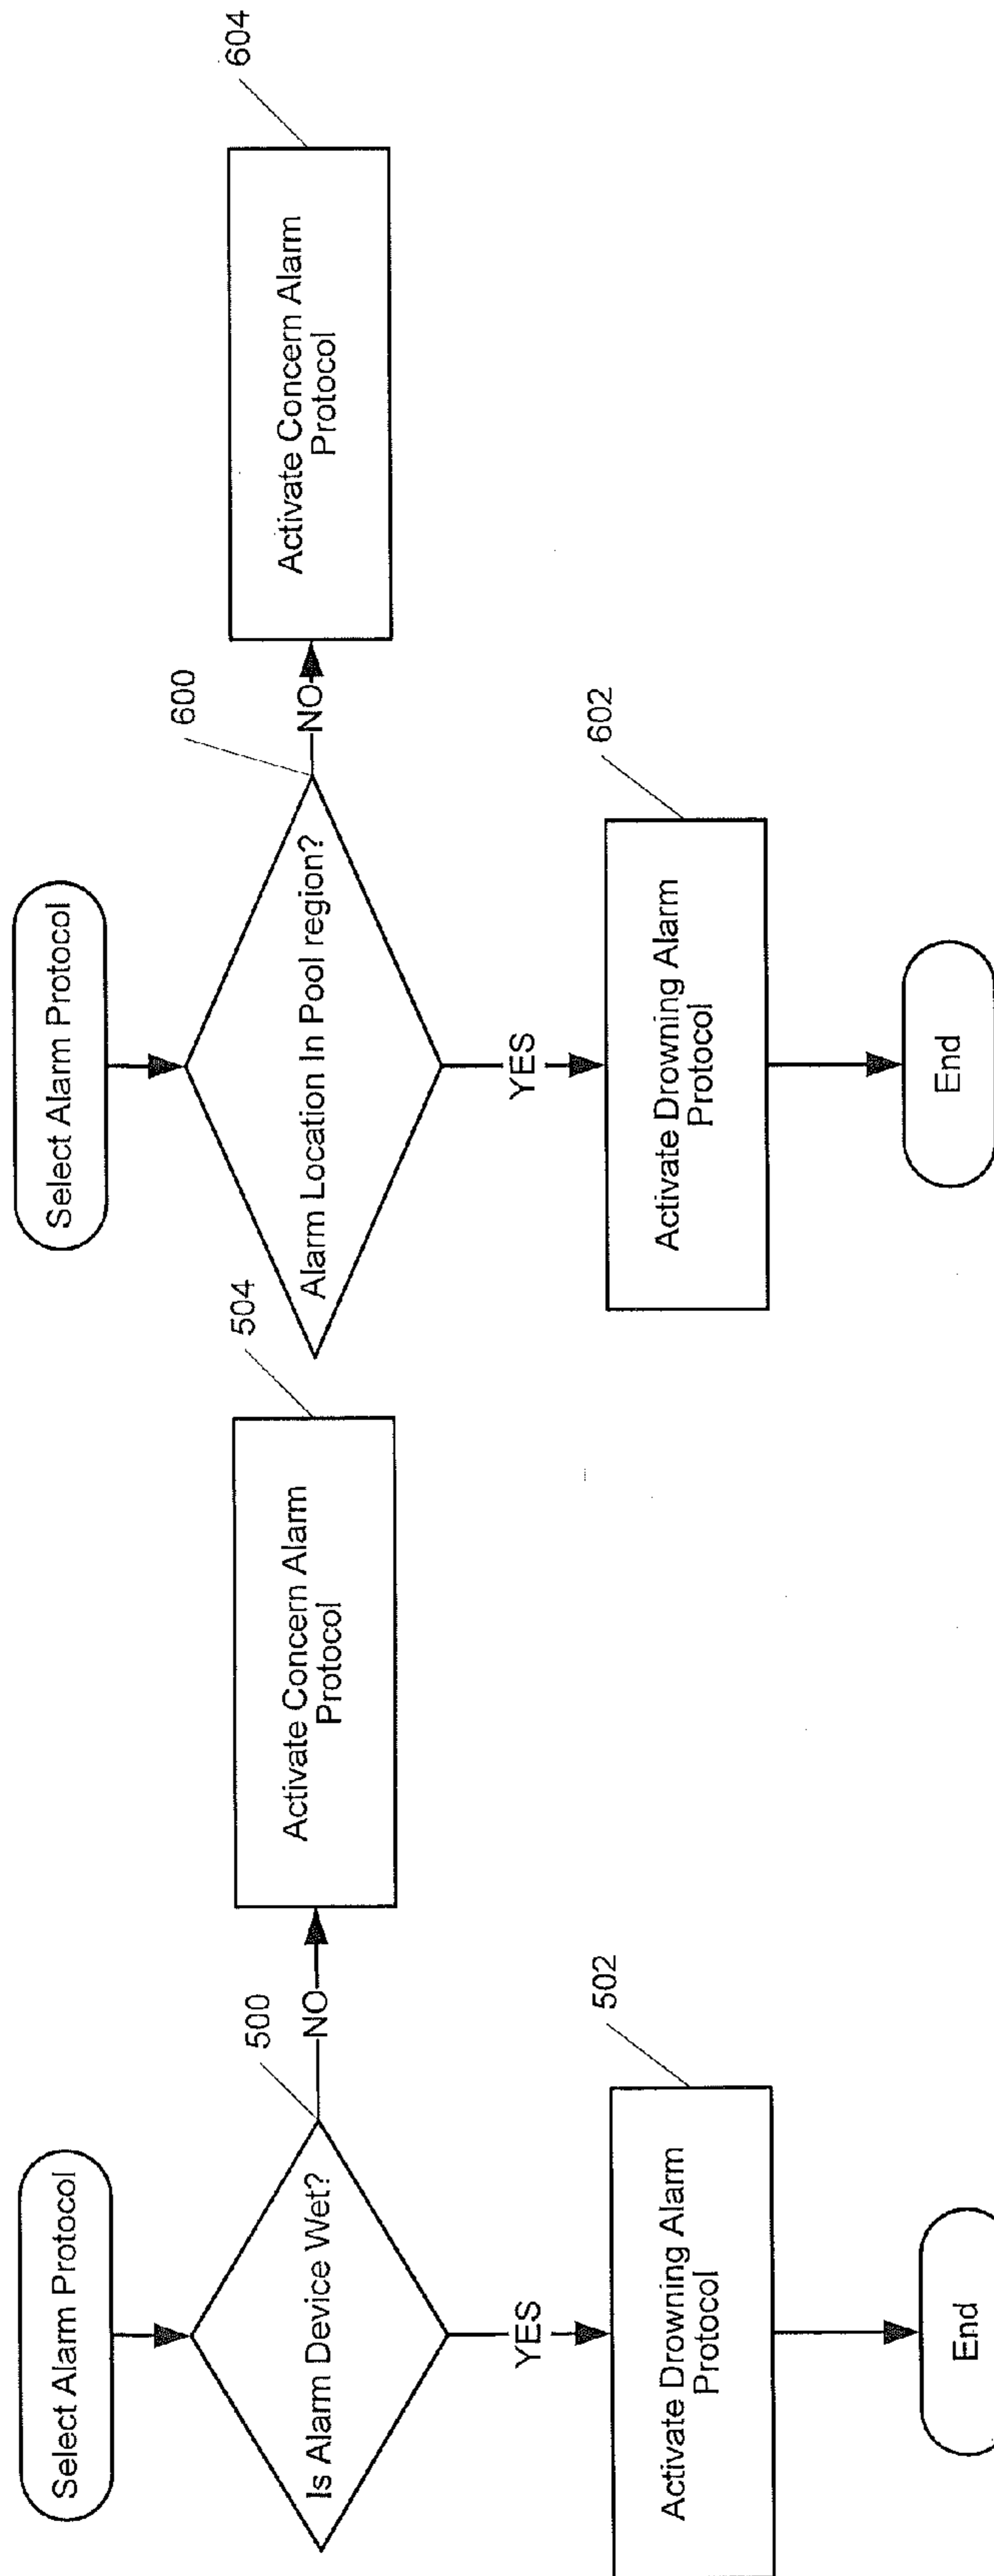 Select Alarm Protocol
500
Is Alarm Device Wet?
NO
504
Activate Concern Alarm
Protocol
YES
502
Activate Drowning Alarm
Protocol
End
Select Alarm Protocol
600
Alarm Location In Pool region?
NO
604
Activate Concern Alarm
Protocol
YES
602
Activate Drowning Alarm
Protocol
End